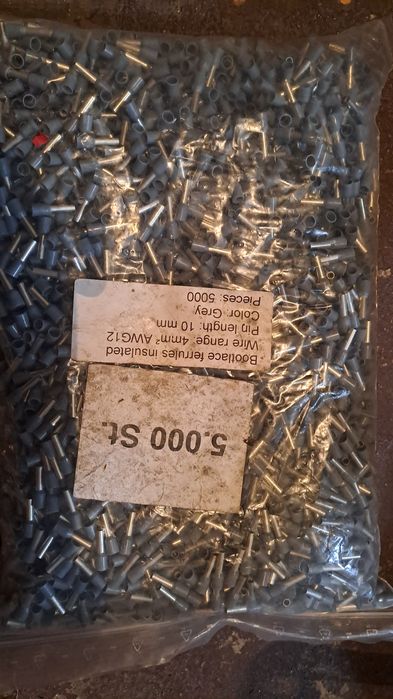 5.000 St.
Bootlace ferrules insulated
Wire range: 4mm² AWG12
Pin length: 10 mm
Color: Grey
Pieces: 5000